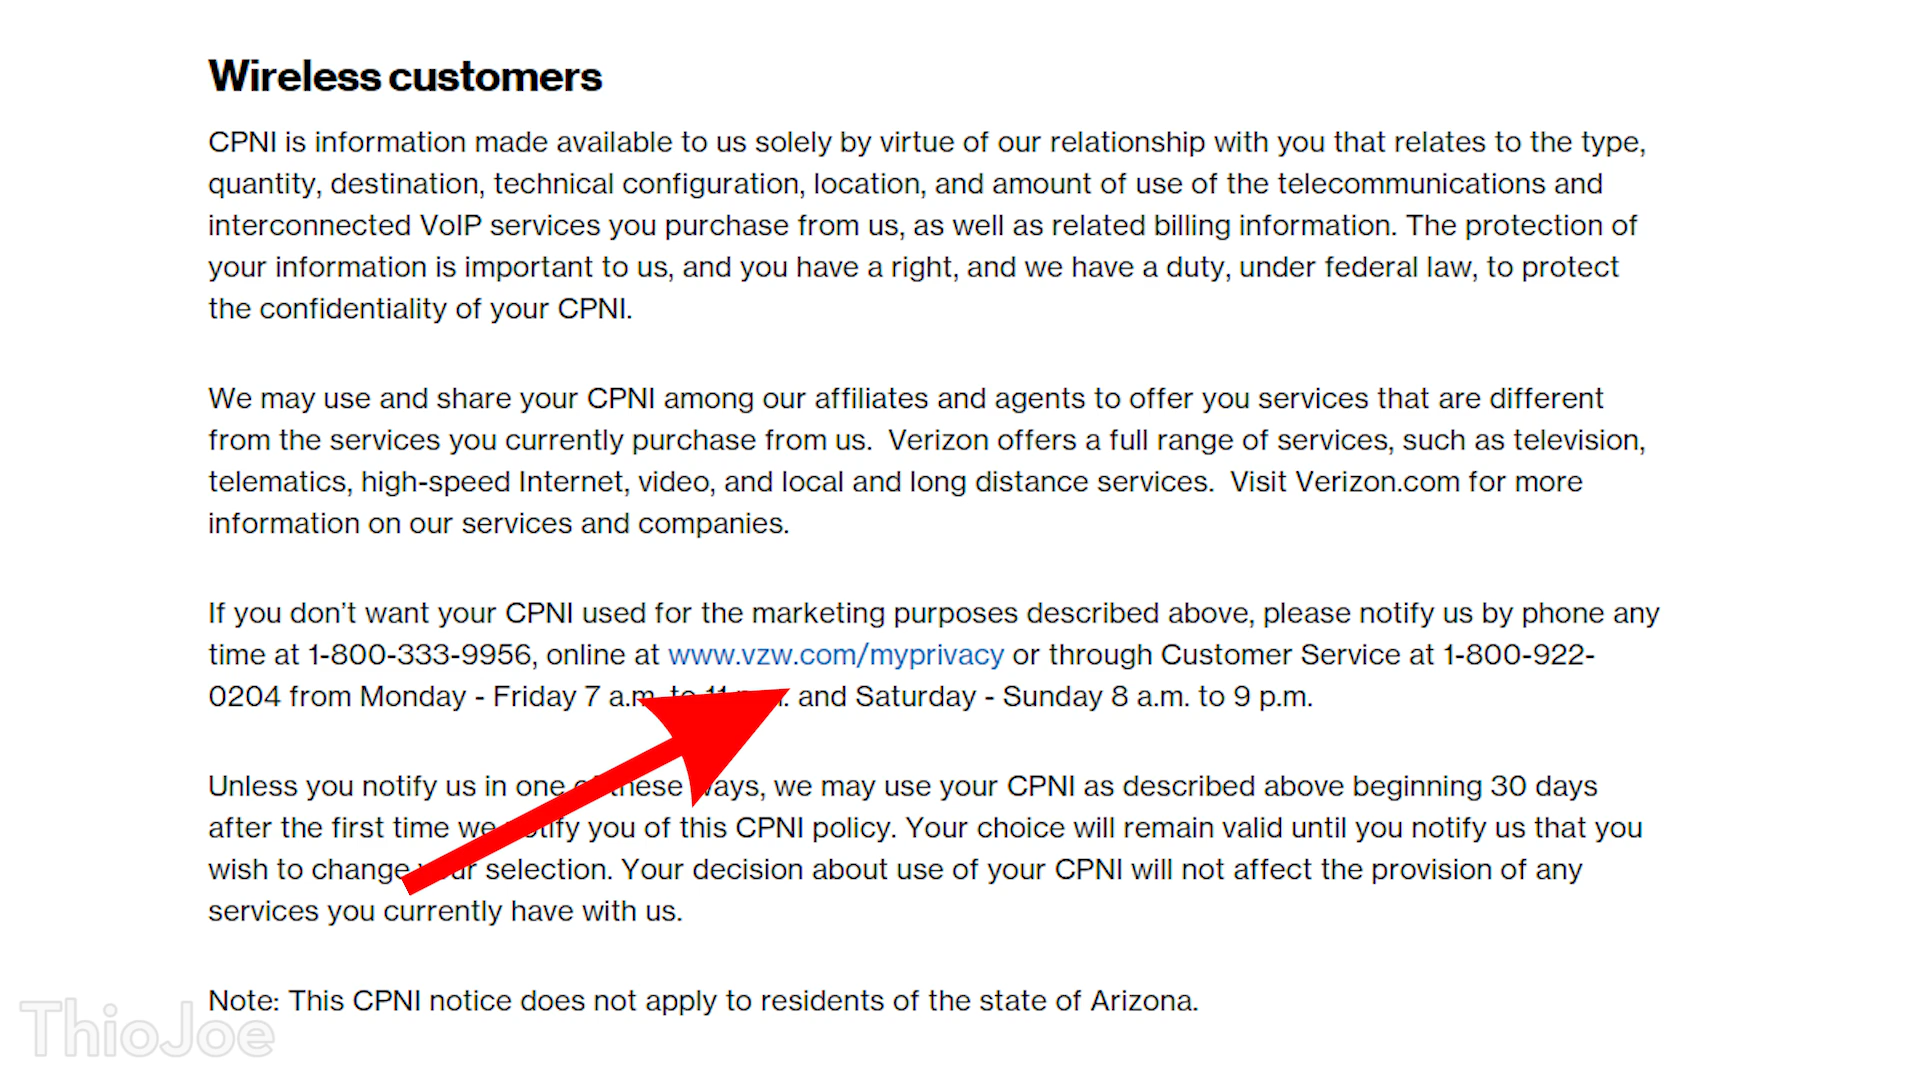 Wireless customers
CPNI is information made available to us solely by virtue of our relationship with you that relates to the type,
quantity, destination, technical configuration, location, and amount of use of the telecommunications and
interconnected VoIP services you purchase from us, as well as related billing information. The protection of
your information is important to us, and you have a right, and we have a duty, under federal law, to protect
the confidentiality of your CPNI.
We may use and share your CPNI among our affiliates and agents to offer you services that are different
from the services you currently purchase from us.  Verizon offers a full range of services, such as television,
telematics, high-speed Internet, video, and local and long distance services.  Visit Verizon.com for more
information on our services and companies.
If you don’t want your CPNI used for the marketing purposes described above, please notify us by phone any
time at 1-800-333-9956, online at www.vzw.com/myprivacy or through Customer Service at 1-800-922-
0204 from Monday - Friday 7 a.m. to 11 p.m. and Saturday - Sunday 8 a.m. to 9 p.m.
Unless you notify us in one of these ways, we may use your CPNI as described above beginning 30 days
after the first time we notify you of this CPNI policy. Your choice will remain valid until you notify us that you
wish to change your selection. Your decision about use of your CPNI will not affect the provision of any
services you currently have with us.
Note: This CPNI notice does not apply to residents of the state of Arizona.
ThioJoe